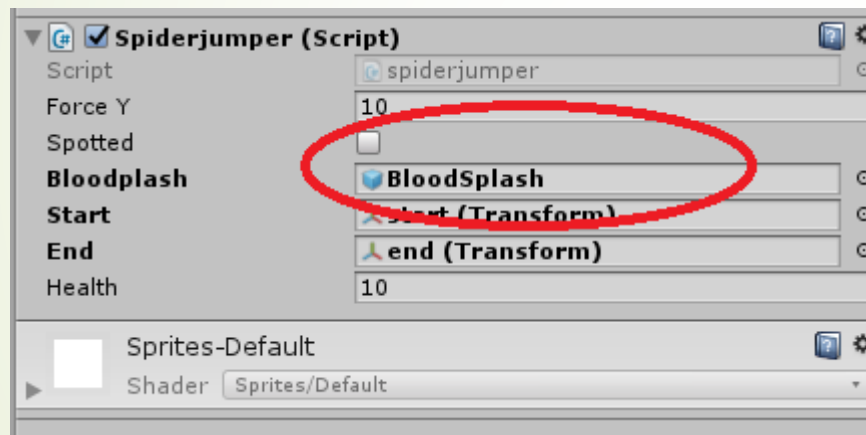 Spiderjumper (Script)
Script spiderjumper
Force Y 10
Spotted
Bloodplash BloodSplash
Start start (Transform)
End end (Transform)
Health 10
Sprites-Default
Shader Sprites/Default